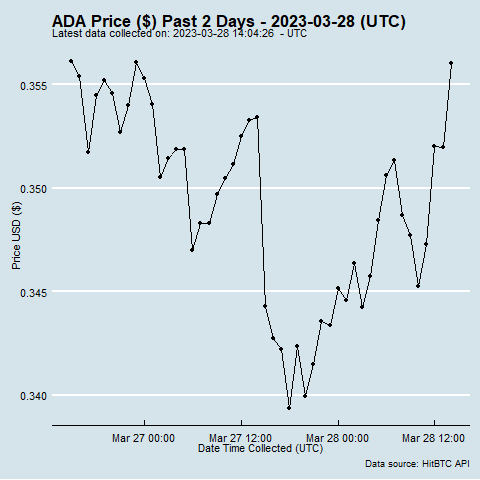 ADA Price ($) Past 2 Days - 2023-03-28 (UTC)
Latest data collected on: 2023-03-28 14:04:26  - UTC
0.355
0.350
0.345
0.340
Price USD ($)
Mar 27 00:00 Mar 27 12:00 Mar 28 00:00 Mar 28 12:00
Date Time Collected (UTC)
Data source: HitBTC API